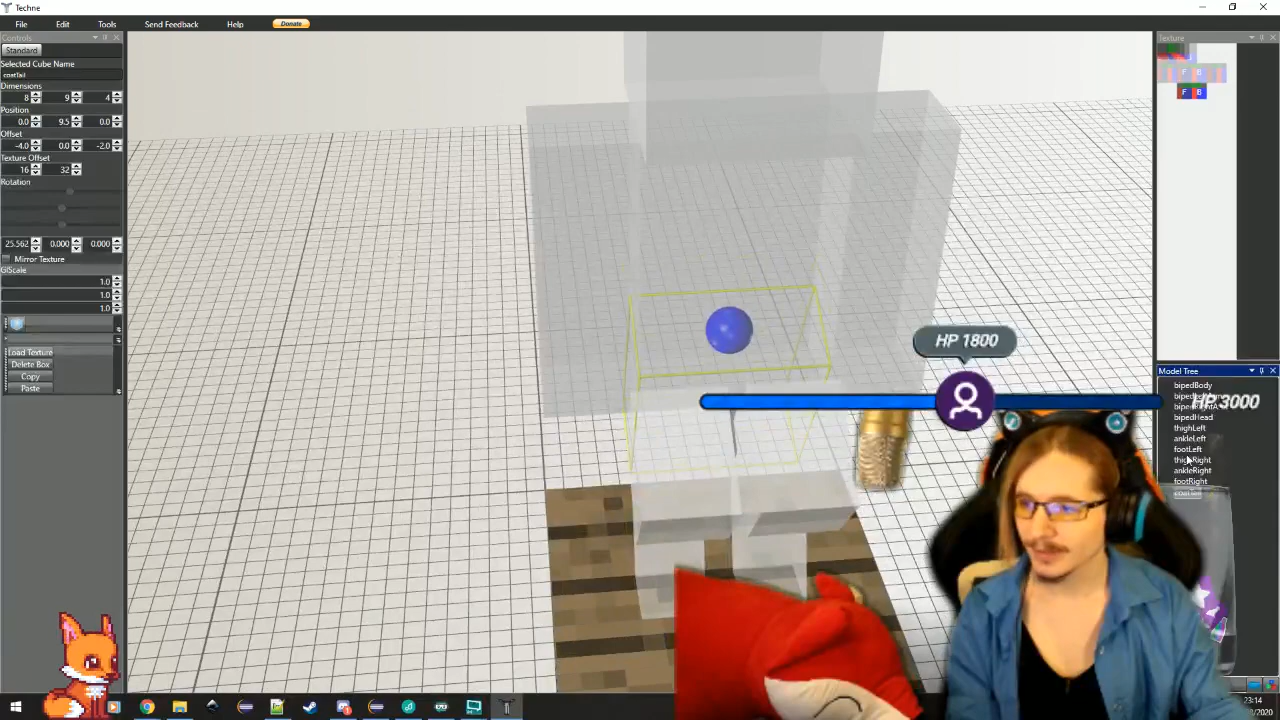 Techne
File Edit Tools Send Feedback Help Donate
Controls
Standard
Selected Cube Name
coatTail
Dimensions
8 9 4
Position
0.0 9.5 0.0
Offset
-4.0 0.0 -2.0
Texture Offset
16 32
Rotation
25.562 0.000 0.000
Mirror Texture
GlScale
1.0
1.0
1.0
Load Texture
Delete Box
Copy
Paste
Texture
F B
F B
HP 1800
HP 3000
Model Tree
bipedBody
bipedHead
thighLeft
ankleLeft
footLeft
thighRight
ankleRight
footRight
23:14